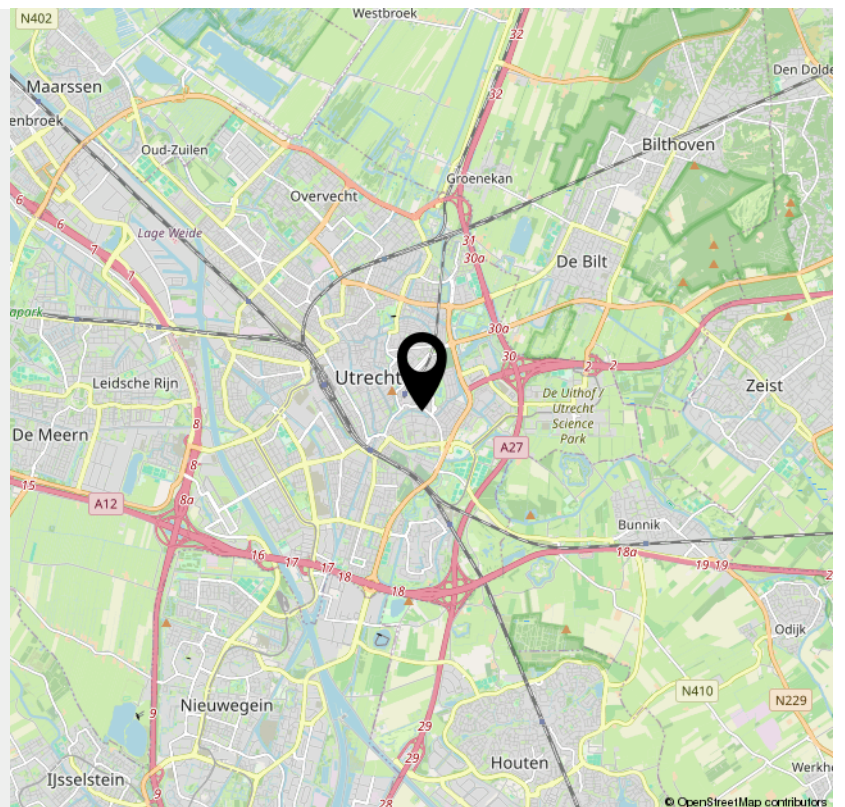 N402
Westbroek
32
Maarssen
32
Den Dolde
enbroek
Oud-Zuilen
Bilthoven
Groenekan
Overvecht
6
6
Lage Weide
7
7
31
30a
De Bilt
apark
30a
30
Utrecht
2
2
Leidsche Rijn
De Uithof /
Utrecht
Science
Park
Zeist
8
De Meern
A27
8
15
8a
A12
Bunnik
16
17
17
18
18
18a
19
19
2
Odijk
N410
N229
9
Nieuwegein
29
29
Houten
IJsselstein
9
28
Werkh
© OpenStreetMap contributors